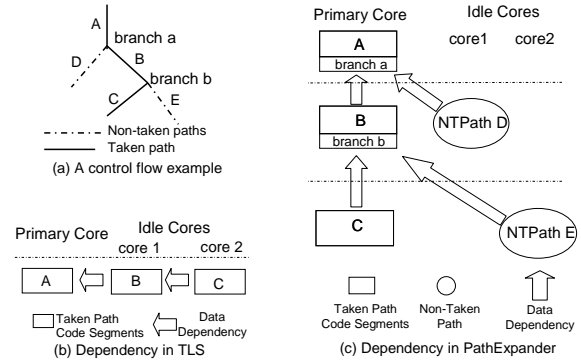 A
branch a
D
B
branch b
C
E
Non-taken paths
Taken path
(a) A control flow example
Primary Core
Idle Cores
core 1
core 2
A
B
C
Taken Path
Code Segments
Data
Dependency
(b) Dependency in TLS
Primary Core
Idle Cores
core1
core2
A
branch a
B
branch b
NTPath D
C
NTPath E
Taken Path
Code Segments
Non-Taken
Path
Data
Dependency
(c) Dependency in PathExpander